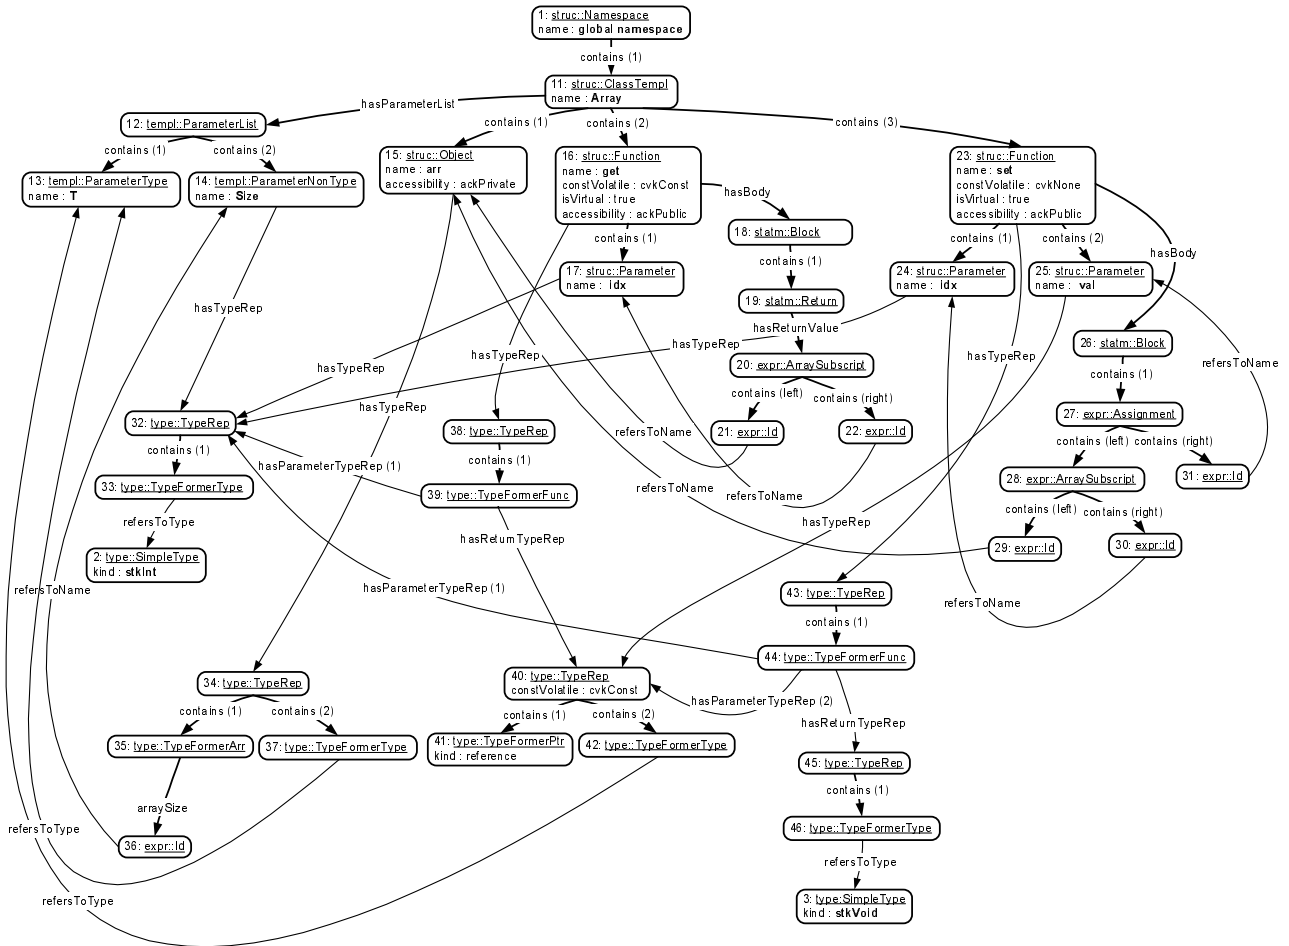 1: struc::Namespace
name : global namespace
contains (1)
11: struc::ClassTempl
name : Array
hasParameterList
contains (1)
contains (2)
contains (3)
12: templ::ParameterList
contains (1)
contains (2)
13: templ::ParameterType
name : T
14: templ::ParameterNonType
name : Size
15: struc::Object
name : arr
accessibility : ackPrivate
16: struc::Function
name : get
constVolatile : cvkConst
isVirtual : true
accessibility : ackPublic
23: struc::Function
name : set
constVolatile : cvkNone
isVirtual : true
accessibility : ackPublic
hasBody
18: statm::Block
contains (1)
contains (1)
contains (1)
contains (2)
hasBody
17: struc::Parameter
name : idx
24: struc::Parameter
name : idx
25: struc::Parameter
name : val
19: statm::Return
hasReturnValue
hasTypeRep
hasTypeRep
hasTypeRep
hasTypeRep
hasTypeRep
26: statm::Block
contains (1)
refersToName
20: expr::ArraySubscript
contains (left)
contains (right)
hasTypeRep
27: expr::Assignment
contains (left)
contains (right)
32: type::TypeRep
contains (1)
38: type::TypeRep
contains (1)
21: expr::Id
22: expr::Id
refersToName
hasParameterTypeRep (1)
28: expr::ArraySubscript
contains (left)
contains (right)
31: expr::Id
33: type::TypeFormerType
refersToType
39: type::TypeFormerFunc
hasReturnTypeRep
refersToName
refersToName
hasTypeRep
2: type::SimpleType
kind : stkInt
29: expr::Id
30: expr::Id
refersToName
hasParameterTypeRep (1)
43: type::TypeRep
contains (1)
refersToName
44: type::TypeFormerFunc
34: type::TypeRep
contains (1)
contains (2)
40: type::TypeRep
constVolatile : cvkConst
contains (1)
contains (2)
hasParameterTypeRep (2)
hasReturnTypeRep
35: type::TypeFormerArr
37: type::TypeFormerType
41: type::TypeFormerPtr
kind : reference
42: type::TypeFormerType
45: type::TypeRep
contains (1)
arraySize
refersToType
36: expr::Id
46: type::TypeFormerType
refersToType
refersToType
3: type:SimpleType
kind : stkVoid